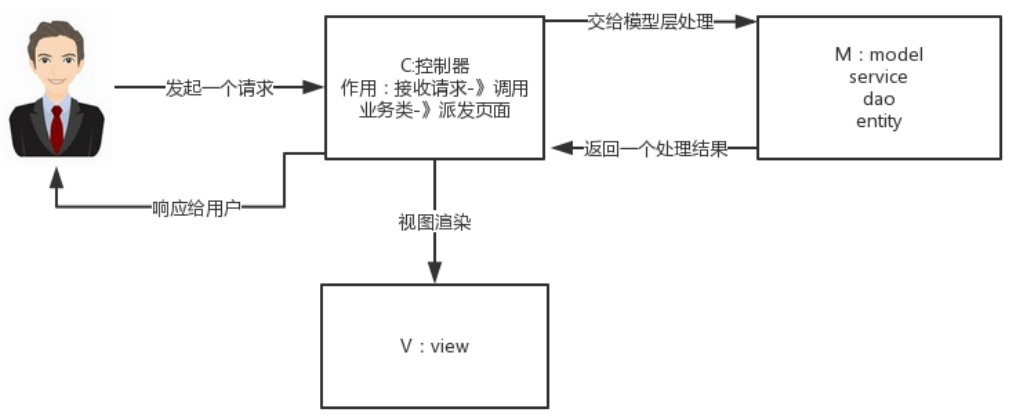 交给模型层处理
C:控制器
作用：接收请求-》调用
业务类-》派发页面
M：model
service
dao
entity
发起一个请求
返回一个处理结果
响应给用户
视图渲染
V：view